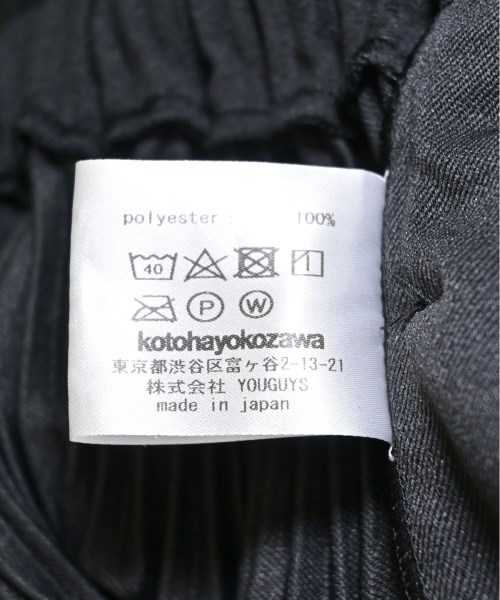 polyester : 100%
40
P W
kotohayokozawa
東京都渋谷区富ヶ谷2-13-21
株式会社 YOUGUYS
made in japan